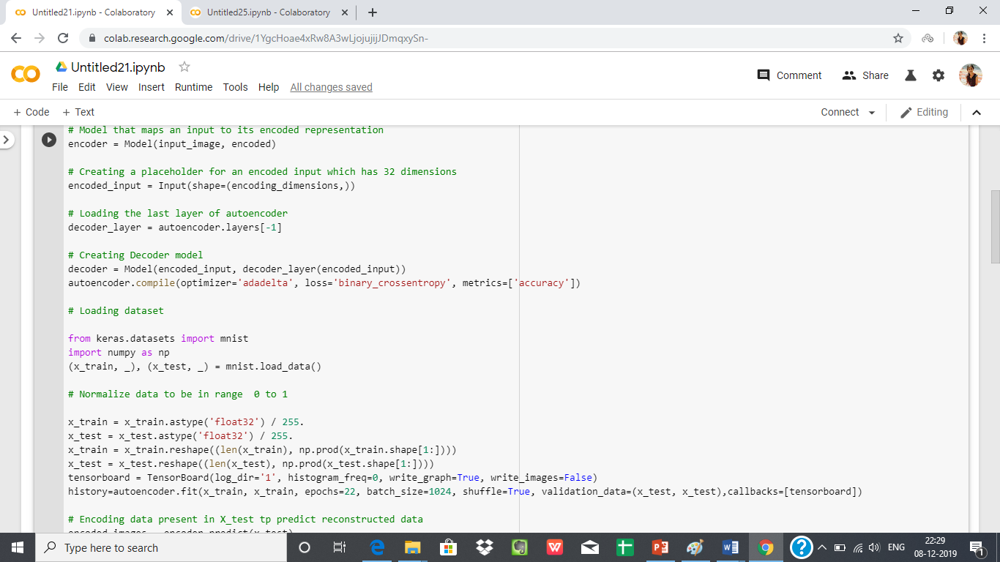 Untitled21.ipynb - Colaboratory
Untitled25.ipynb - Colaboratory
colab.research.google.com/drive/1YgcHoae4xRw8A3wLjojujijJDmqxySn-
Untitled21.ipynb
File Edit View Insert Runtime Tools Help All changes saved
Comment Share
+ Code + Text
Connect Editing
# Model that maps an input to its encoded representation
encoder = Model(input_image, encoded)
# Creating a placeholder for an encoded input which has 32 dimensions
encoded_input = Input(shape=(encoding_dimensions,))
# Loading the last layer of autoencoder
decoder_layer = autoencoder.layers[-1]
# Creating Decoder model
decoder = Model(encoded_input, decoder_layer(encoded_input))
autoencoder.compile(optimizer='adadelta', loss='binary_crossentropy', metrics=['accuracy'])
# Loading dataset
from keras.datasets import mnist
import numpy as np
(x_train, _), (x_test, _) = mnist.load_data()
# Normalize data to be in range  0 to 1
x_train = x_train.astype('float32') / 255.
x_test = x_test.astype('float32') / 255.
x_train = x_train.reshape((len(x_train), np.prod(x_train.shape[1:])))
x_test = x_test.reshape((len(x_test), np.prod(x_test.shape[1:])))
tensorboard = TensorBoard(log_dir='1', histogram_freq=0, write_graph=True, write_images=False)
history=autoencoder.fit(x_train, x_train, epochs=22, batch_size=1024, shuffle=True, validation_data=(x_test, x_test),callbacks=[tensorboard])
# Encoding data present in X_test tp predict reconstructed data
encoded_images = encoder.predict(x_test)
Type here to search
ENG
22:29
08-12-2019
1